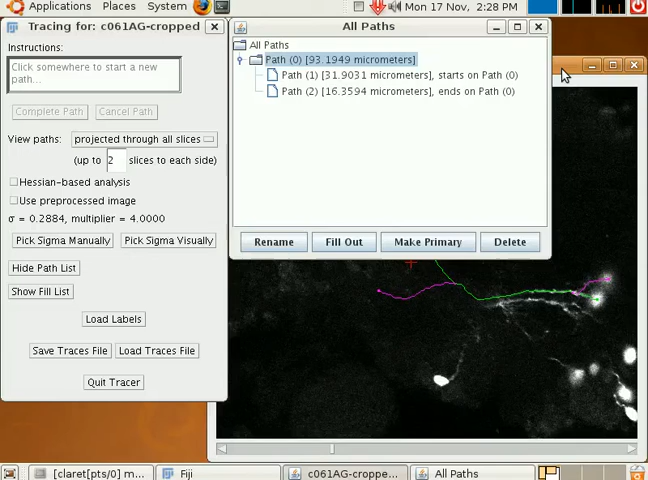 Applications Places System
Mon 17 Nov, 2:28 PM
Tracing for: c061AG-cropped
Instructions:
Click somewhere to start a new
path...
Complete Path
Cancel Path
View paths:
projected through all slices
(up to 2 slices to each side)
Hessian-based analysis
Use preprocessed image
σ = 0.2884, multiplier = 4.0000
Pick Sigma Manually
Pick Sigma Visually
Hide Path List
Show Fill List
Load Labels
Save Traces File
Load Traces File
Quit Tracer
All Paths
All Paths
Path (0) [93.1949 micrometers]
Path (1) [31.9031 micrometers], starts on Path (0)
Path (2) [16.3594 micrometers], ends on Path (0)
Rename
Fill Out
Make Primary
Delete
[claret[pts/0] m...
Fiji
c061AG-croppe...
All Paths